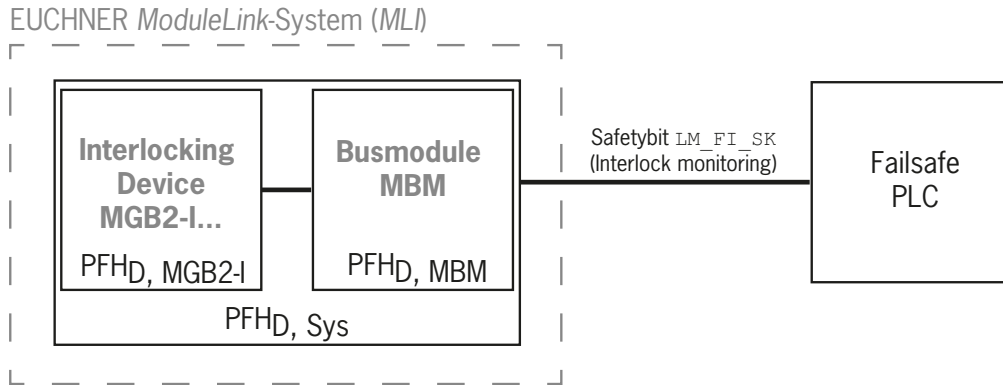 EUCHNER ModuleLink-System (MLI)
Interlocking
Device
MGB2-I...
PFHD, MGB2-I
Busmodule
MBM
PFHD, MBM
PFHD, Sys
Safetybit LM_FI_SK
(Interlock monitoring)
Failsafe
PLC